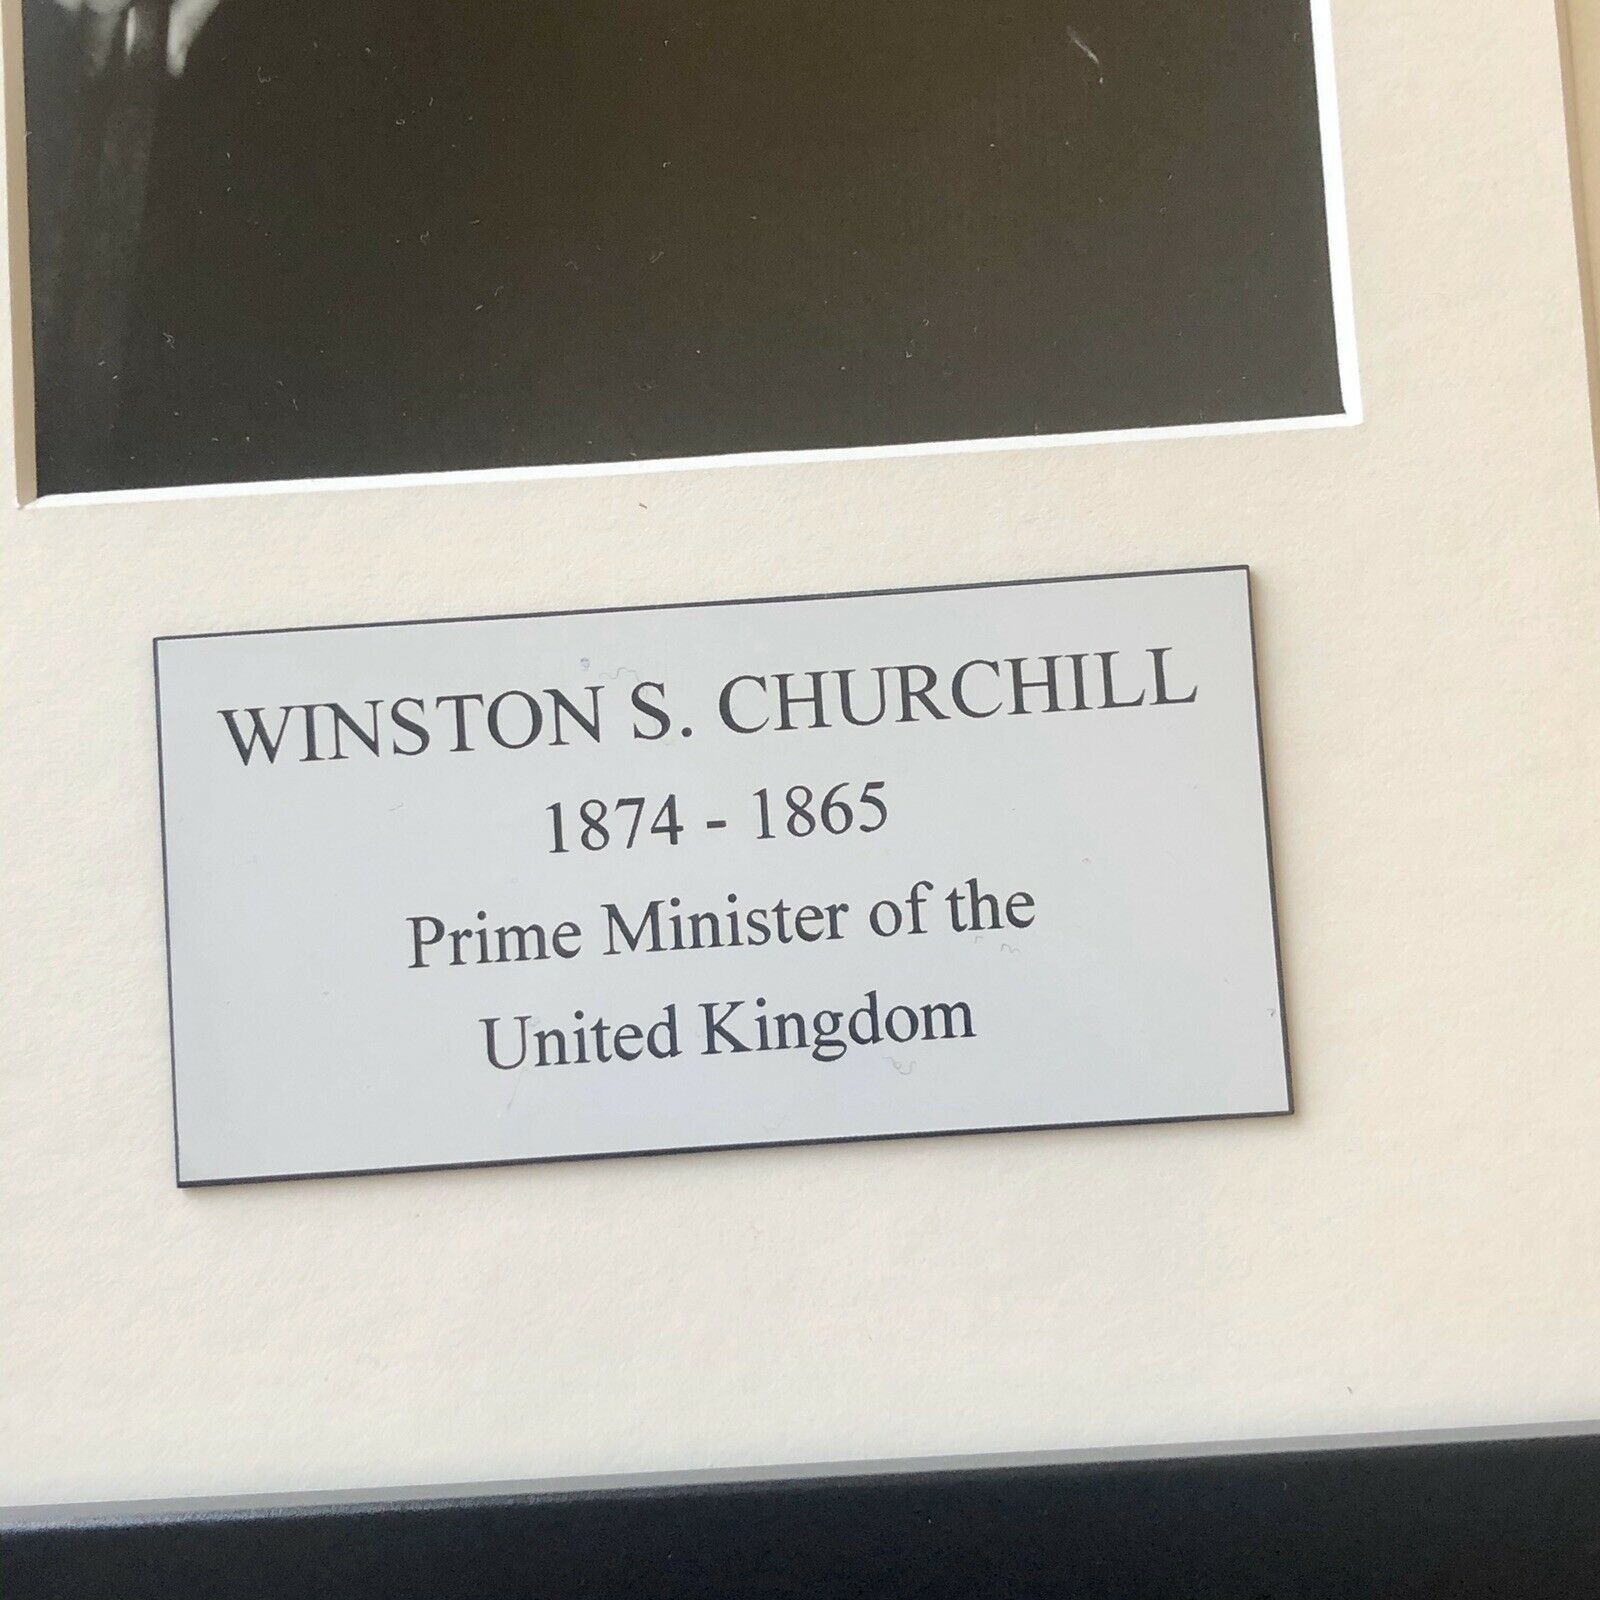 WINSTON S. CHURCHILL
1874 - 1865
Prime Minister of the
United Kingdom